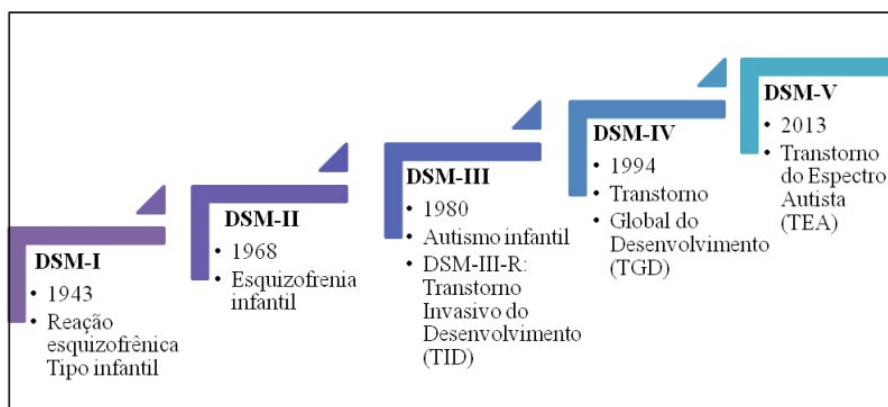 DSM-I
• 1943
• Reação
esquizofrênica
Tipo infantil
DSM-II
• 1968
• Esquizofrenia
infantil
DSM-III
• 1980
• Autismo infantil
• DSM-III-R:
Transtorno
Invasivo do
Desenvolvimento
(TID)
DSM-IV
• 1994
• Transtorno
• Global do
Desenvolvimento
(TGD)
DSM-V
• 2013
• Transtorno
do Espectro
Autista
(TEA)